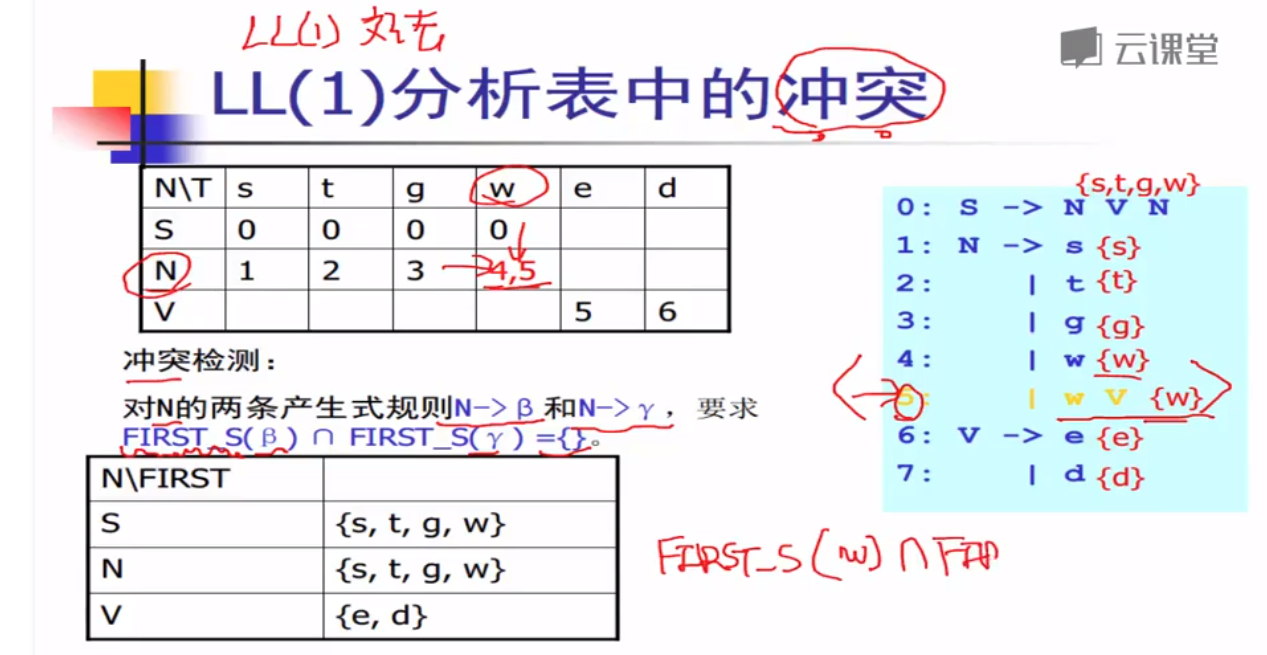 LL(1) 文法
云课堂
LL(1)分析表中的冲突
N\T s t g w e d
S 0 0 0 0
N 1 2 3 4,5
V 5 6
冲突检测：
对N的两条产生式规则N->β和N->γ，要求
FIRST_S(β) ∩ FIRST_S(γ) ={}。
N\FIRST
S {s, t, g, w}
N {s, t, g, w}
V {e, d}
{s,t,g,w}
0: S -> N V N
1: N -> s {s}
2: | t {t}
3: | g {g}
4: | w {w}
5: | w V {w}
6: V -> e {e}
7: | d {d}
FIRST_S(w) ∩ FIR